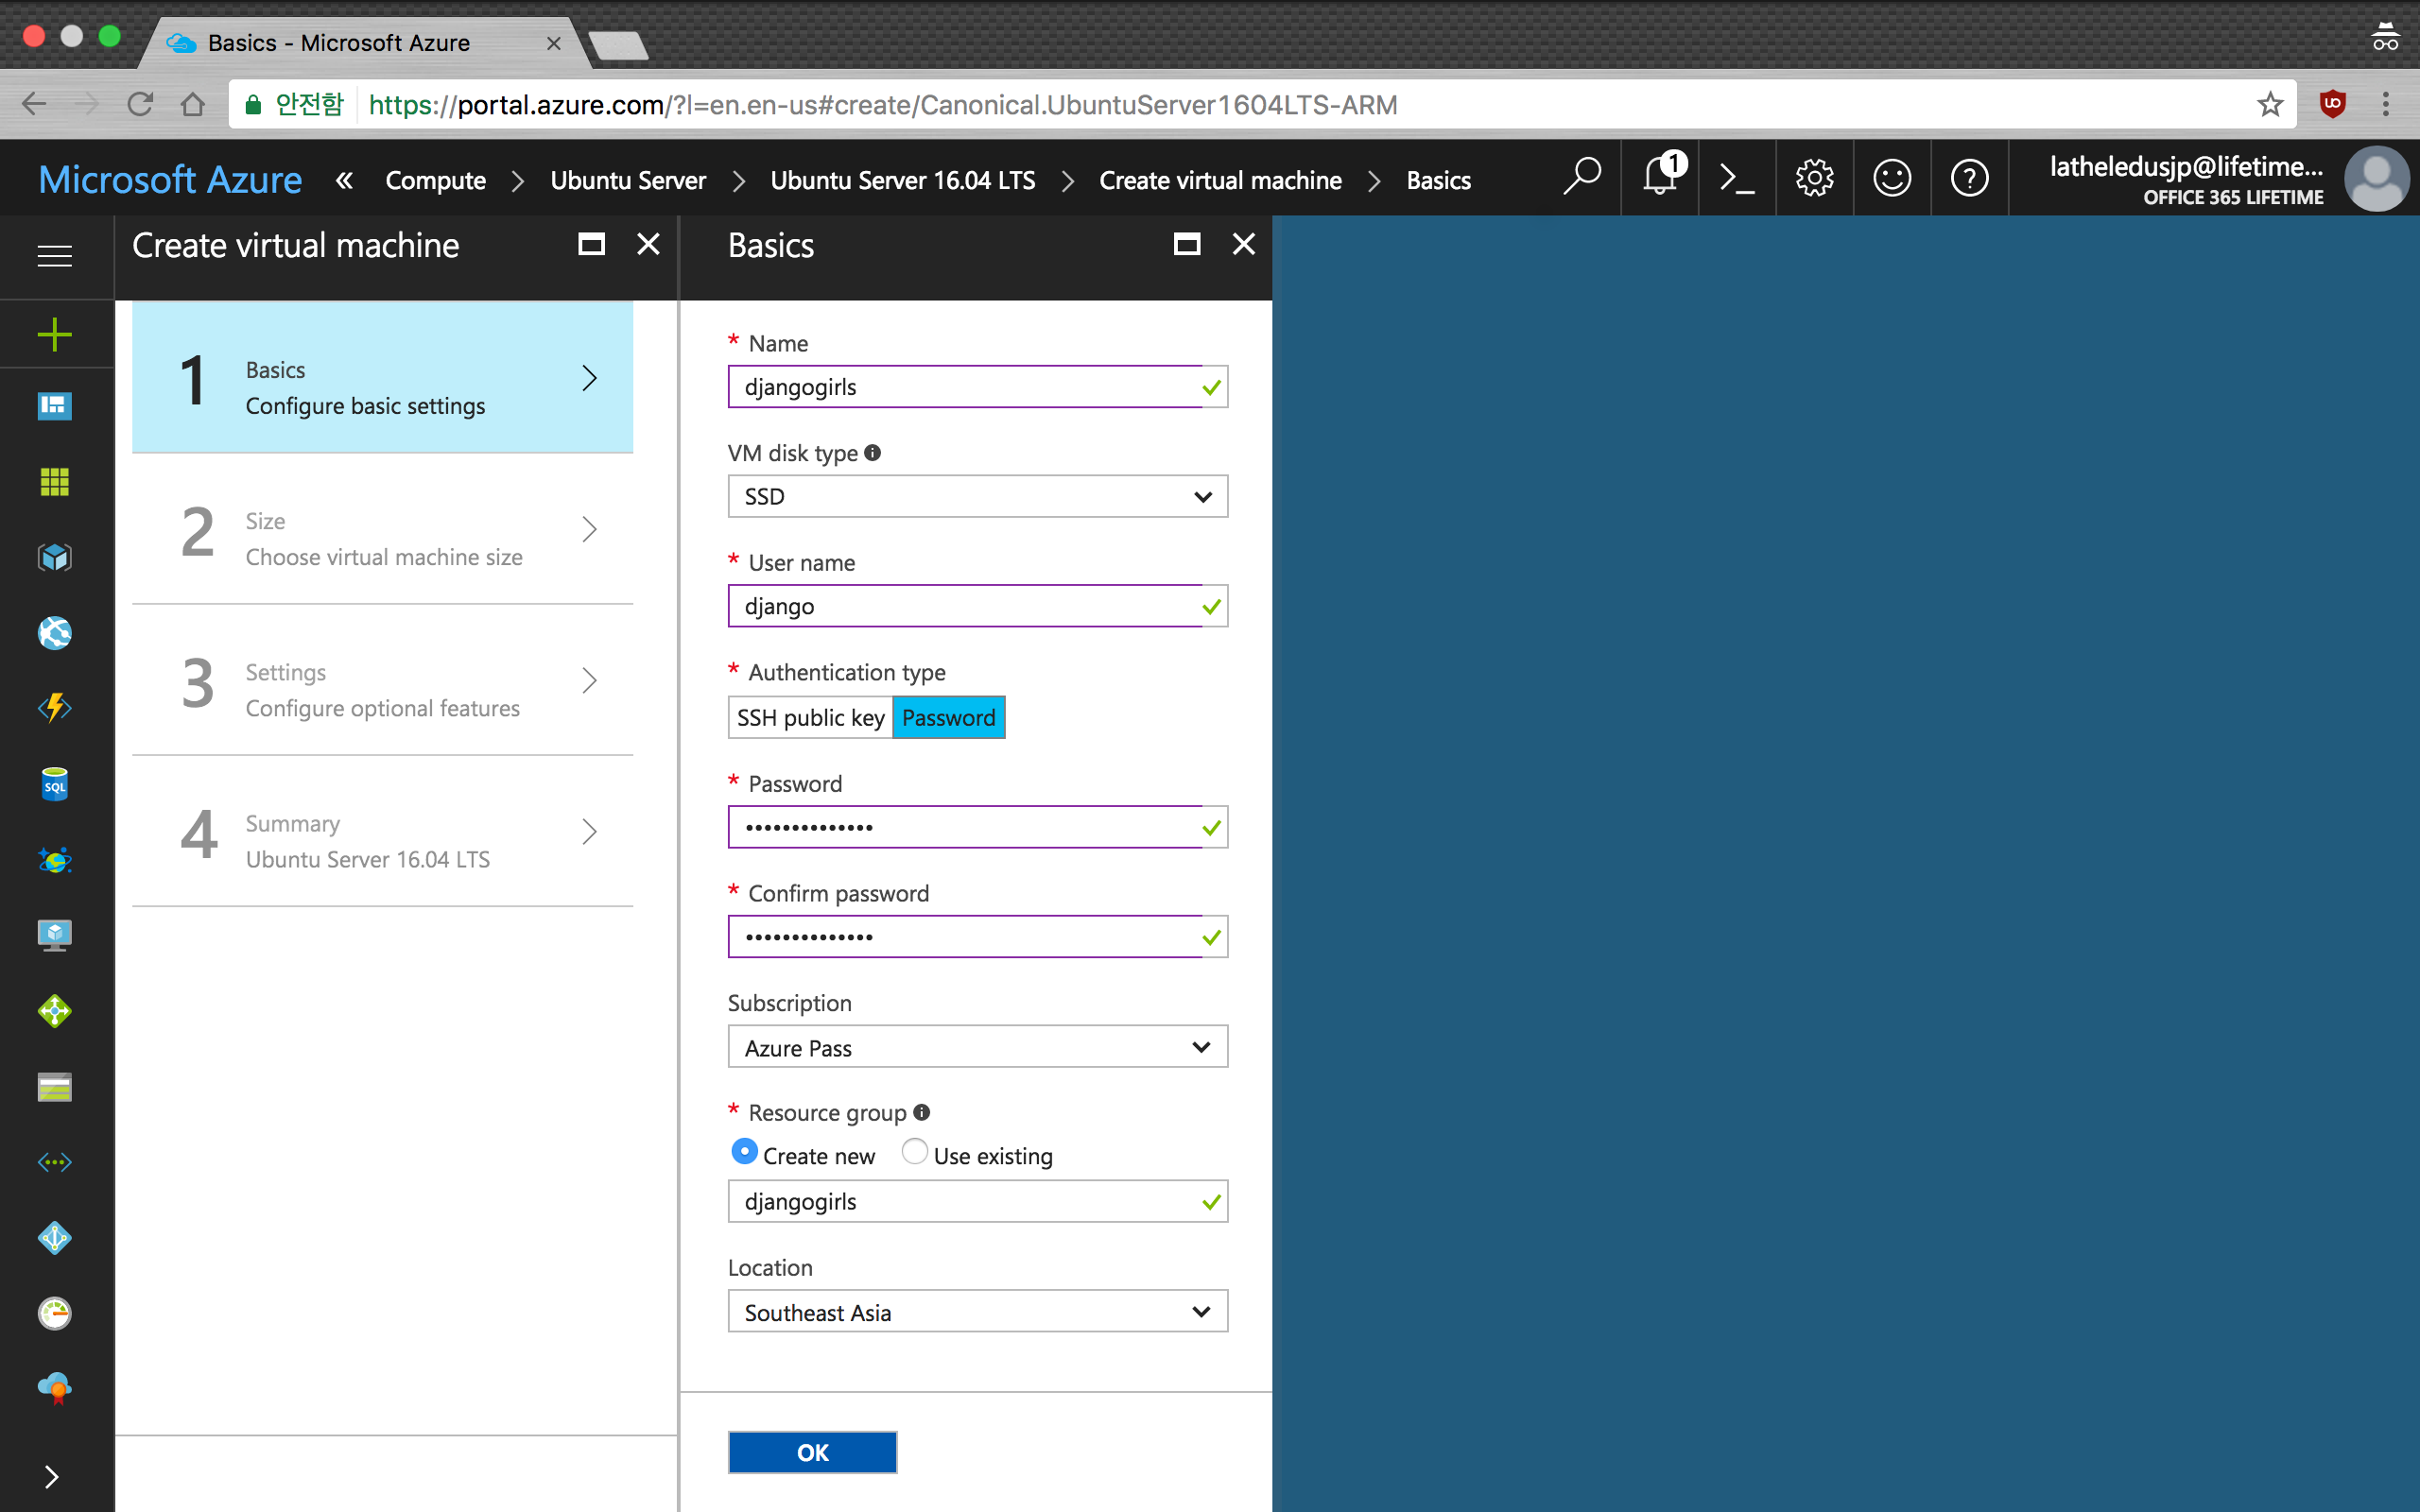 Basics - Microsoft Azure
안전함 https://portal.azure.com/?l=en.en-us#create/Canonical.UbuntuServer1604LTS-ARM
Microsoft Azure « Compute > Ubuntu Server > Ubuntu Server 16.04 LTS > Create virtual machine > Basics
1
latheledusjp@lifetime...
OFFICE 365 LIFETIME
Create virtual machine
1
Basics
Configure basic settings
2
Size
Choose virtual machine size
3
Settings
Configure optional features
4
Summary
Ubuntu Server 16.04 LTS
SQL
Basics
* Name
djangogirls
VM disk type
SSD
* User name
django
* Authentication type
SSH public key Password
* Password
••••••••••••••
* Confirm password
••••••••••••••
Subscription
Azure Pass
* Resource group
Create new Use existing
djangogirls
Location
Southeast Asia
OK